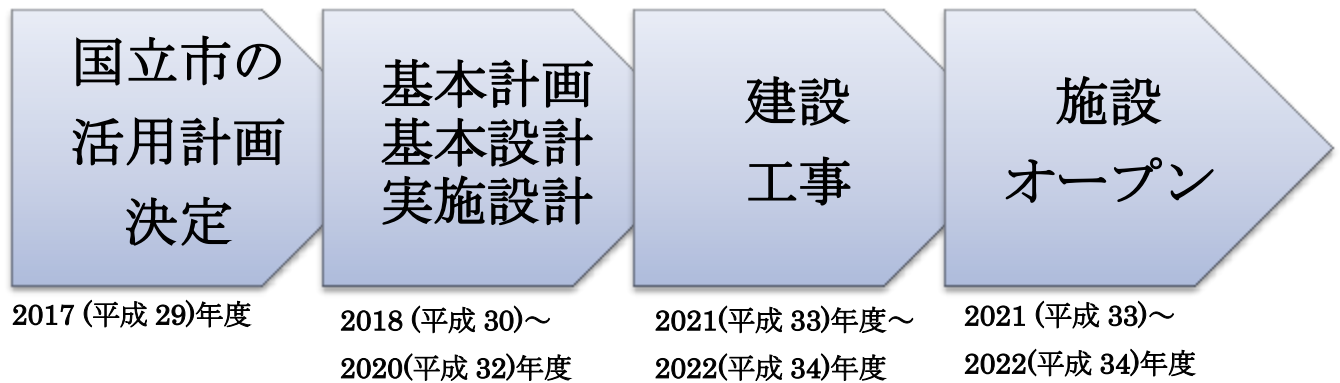 国立市の
活用計画
決定
基本計画
基本設計
実施設計
建設
工事
施設
オープン
2017 (平成 29)年度
2018 (平成 30)～
2020(平成 32)年度
2021(平成 33)年度～
2022(平成 34)年度
2021 (平成 33)～
2022(平成 34)年度